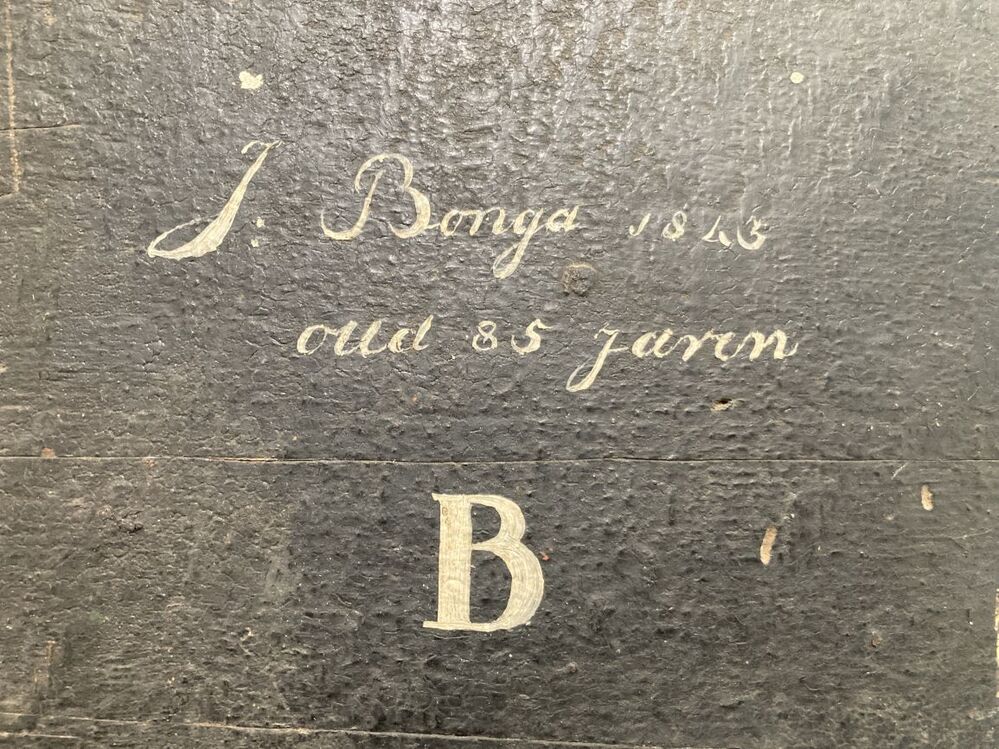 J. Bonga 1843
oud 85 jaren
B